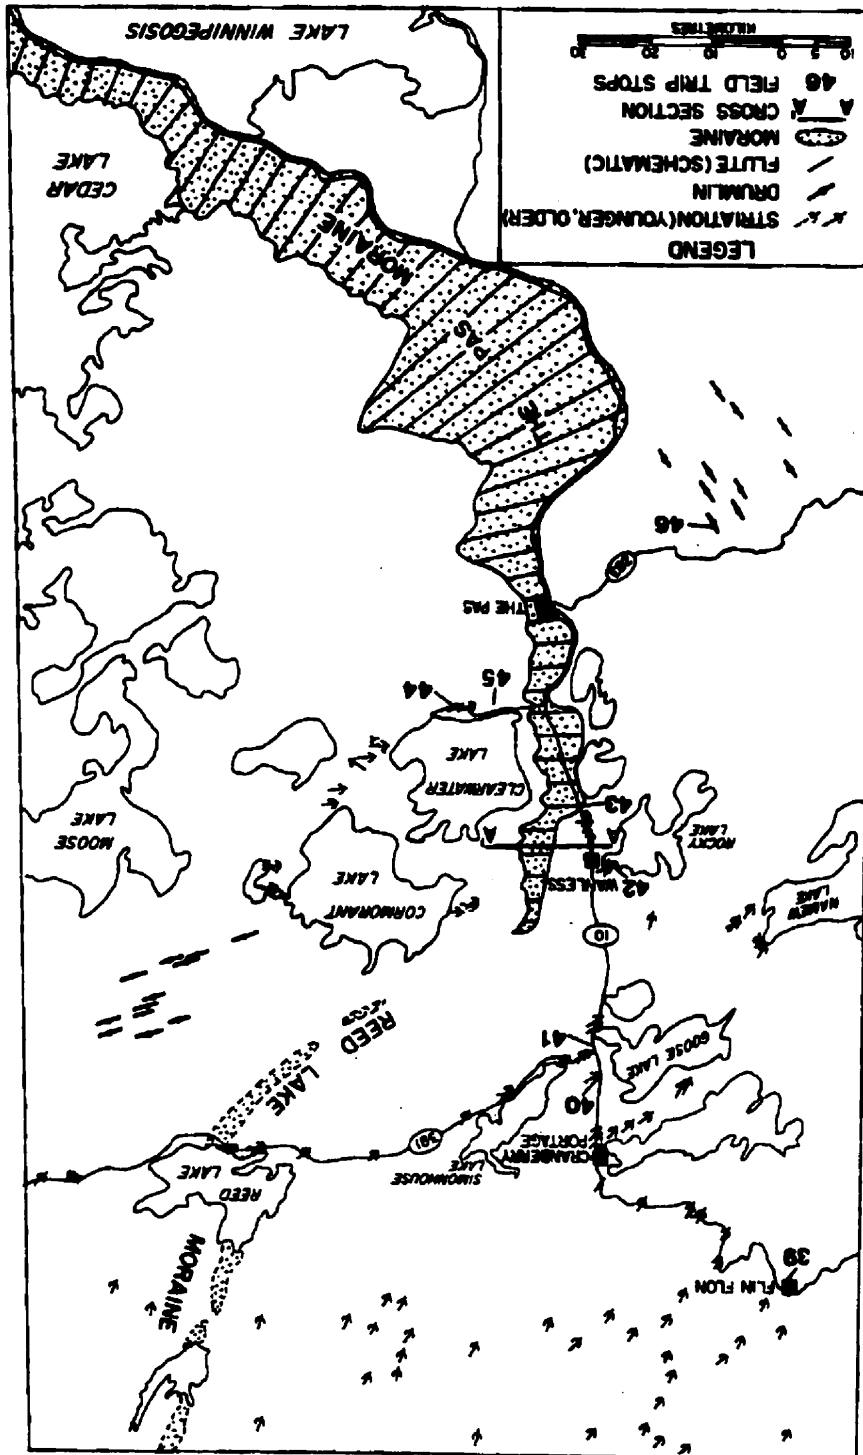 FLIN FLON
39
MORAINE
REED
LAKE
CRANBERRY
PORTAGE
SIMONHOUSE
LAKE
391
40
GOOSE LAKE
41
LAKE
REED
10
NAMEW
LAKE
42 WANLESS
CORMORANT
LAKE
ROCKY
LAKE
A
A'
43
CLEARWATER
LAKE
MOOSE
LAKE
45
44
THE PAS
283
46
THE
PAS
MORAINE
CEDAR
LAKE
LAKE WINNIPEGOSIS
LEGEND
STRIATION (YOUNGER, OLDER)
DRUMLIN
FLUTE (SCHEMATIC)
MORAINE
A A' CROSS SECTION
46 FIELD TRIP STOPS
10 5 0 10 20 30
KILOMETRES